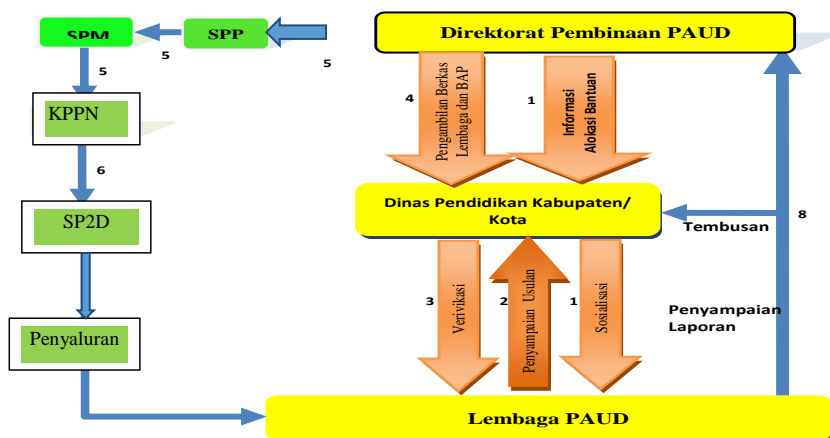 SPM
SPP
Direktorat Pembinaan PAUD
5
5
5
4
Pengambilan Berkas
Lembaga dan BAP
1
Informasi
Alokasi Bantuan
KPPN
6
SP2D
Dinas Pendidikan Kabupaten/
Kota
Tembusan
8
3
Verivikasi
2
Penyampaian Usulan
1
Sosialisasi
Penyampaian
Laporan
Penyaluran
Lembaga PAUD